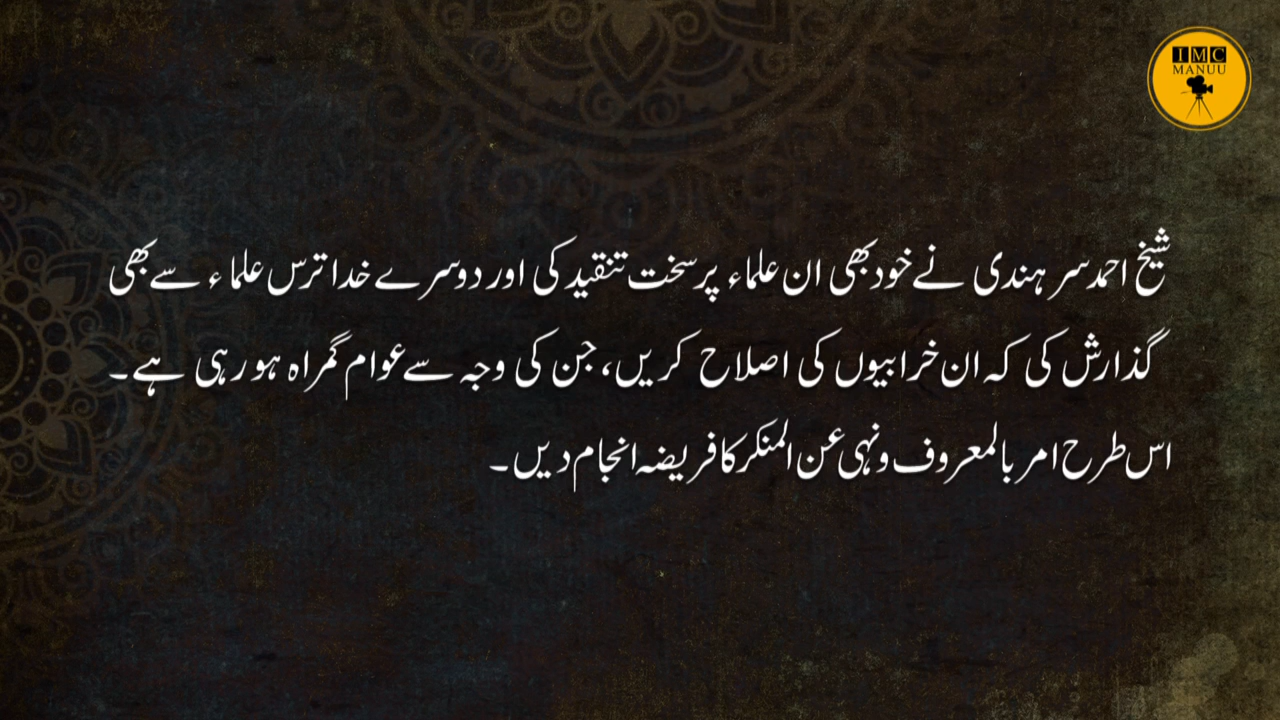 IMC
MANUU
شیخ احمد سر ہندی نے خود بھی ان علماء پر سخت تنقید کی اور دوسرے خدا ترس علماء سے بھی
گذارش کی کہ ان خرابیوں کی اصلاح کریں، جن کی وجہ سے عوام گمراہ ہو رہی ہے۔
اس طرح امر بالمعروف ونہی عن المنکر کا فریضہ انجام دیں۔